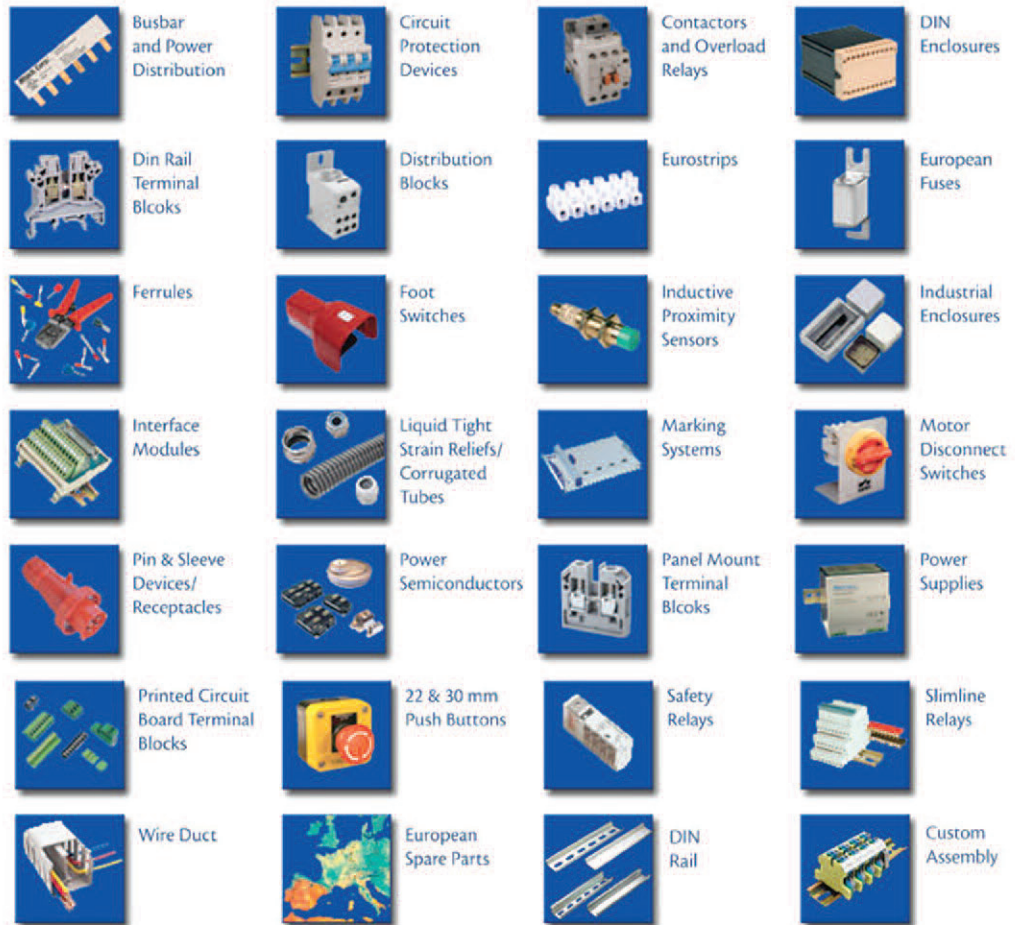 Busbar
and Power
Distribution
Circuit
Protection
Devices
Contactors
and Overload
Relays
DIN
Enclosures
Din Rail
Terminal
Blcoks
Distribution
Blocks
Eurostrips
European
Fuses
Ferrules
Foot
Switches
Inductive
Proximity
Sensors
Industrial
Enclosures
Interface
Modules
Liquid Tight
Strain Reliefs/
Corrugated
Tubes
Marking
Systems
Motor
Disconnect
Switches
Pin & Sleeve
Devices/
Receptacles
Power
Semiconductors
Panel Mount
Terminal
Blcoks
Power
Supplies
Printed Circuit
Board Terminal
Blocks
22 & 30 mm
Push Buttons
Safety
Relays
Slimline
Relays
Wire Duct
European
Spare Parts
DIN
Rail
Custom
Assembly